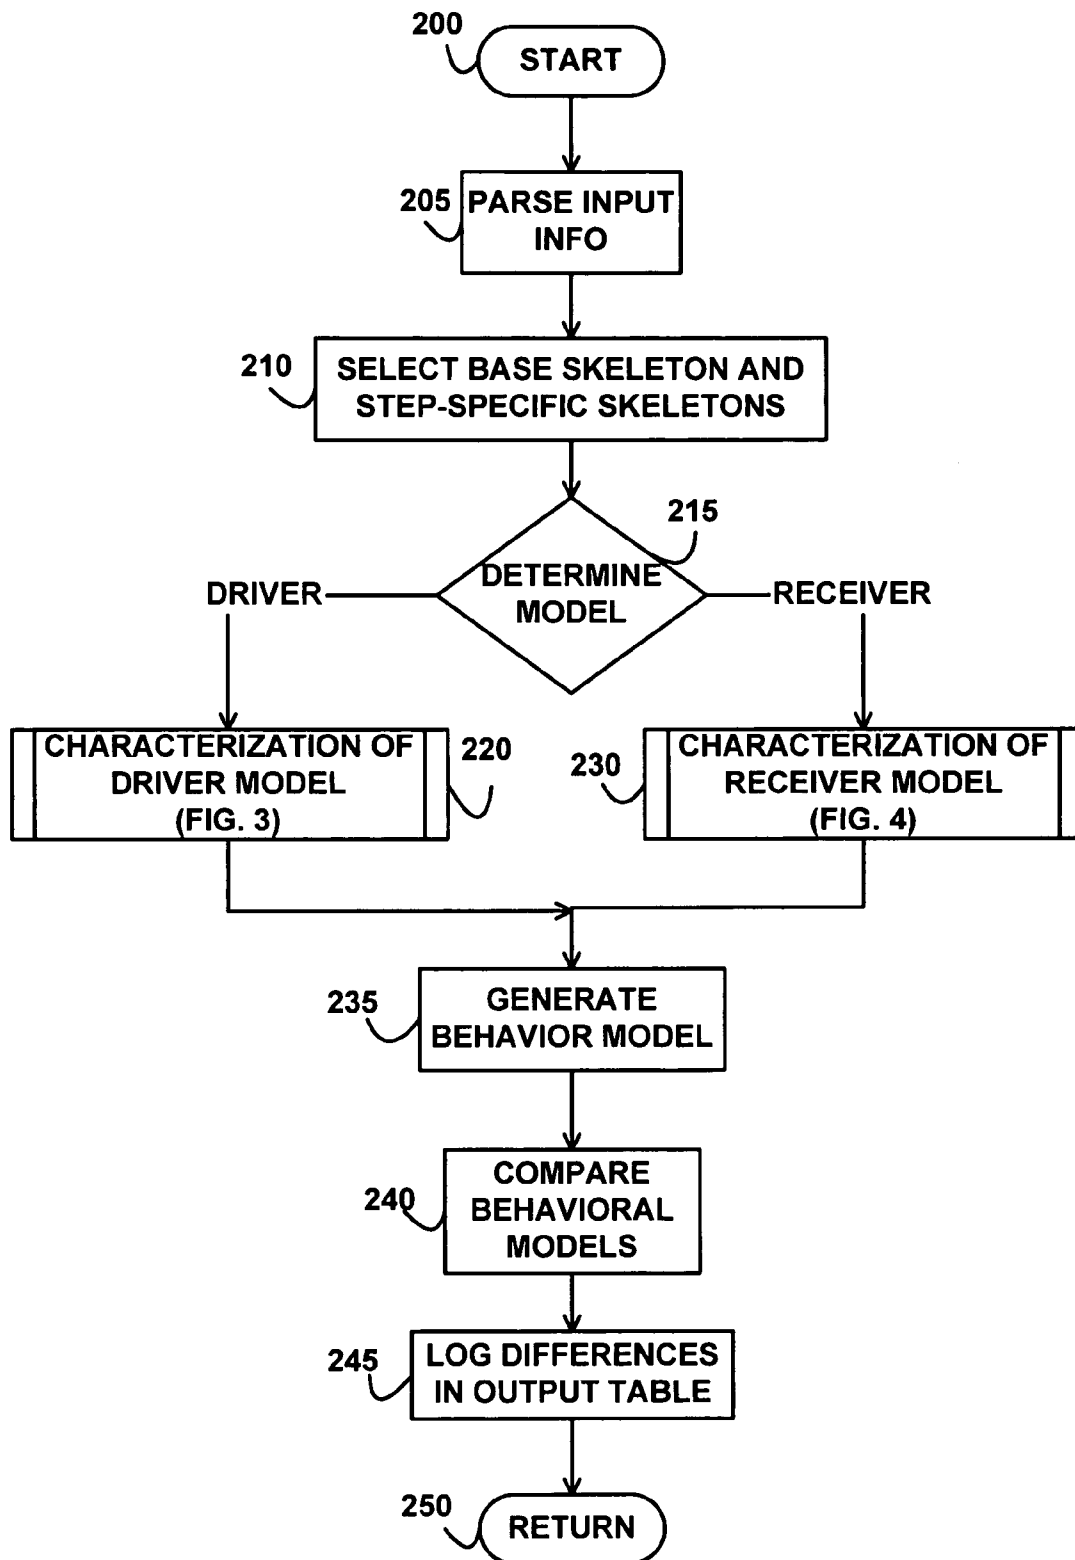 200
START
205
PARSE INPUT
INFO
210
SELECT BASE SKELETON AND
STEP-SPECIFIC SKELETONS
215
DETERMINE
MODEL
DRIVER
RECEIVER
CHARACTERIZATION OF
DRIVER MODEL
(FIG. 3)
220
230
CHARACTERIZATION OF
RECEIVER MODEL
(FIG. 4)
235
GENERATE
BEHAVIOR MODEL
240
COMPARE
BEHAVIORAL
MODELS
245
LOG DIFFERENCES
IN OUTPUT TABLE
250
RETURN